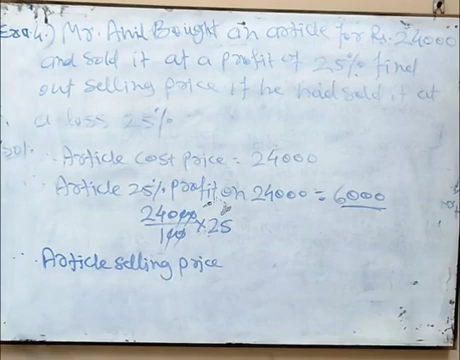 Exa.4.) Mr. Anil Bought an article for Rs. 24000
and sold it at a profit of 25% find
out selling price if he had sold it at
a loss 25%
sol. ∴ Article cost price = 24000
Article 25% profit on 24000 = 6000
24000/100 × 25
∴ Article selling price